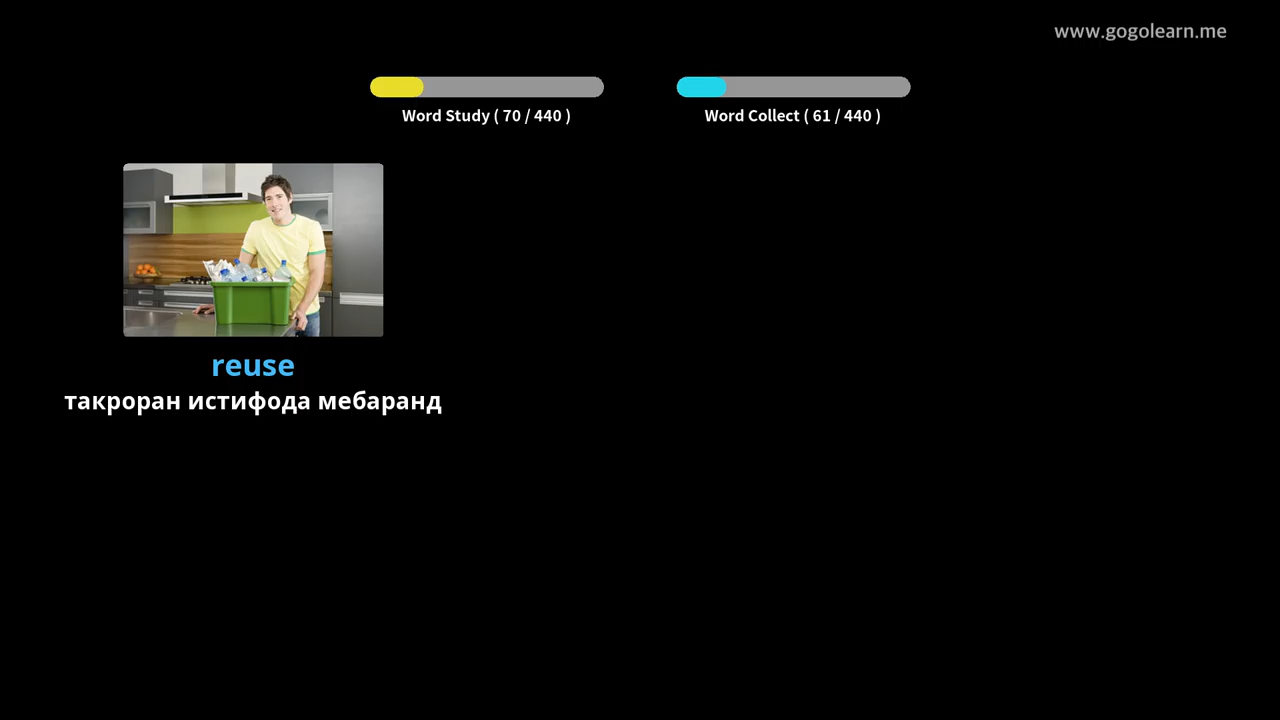 www.gogolearn.me
Word Study ( 70 / 440 )
Word Collect ( 61 / 440 )
reuse
такроран истифода мебаранд